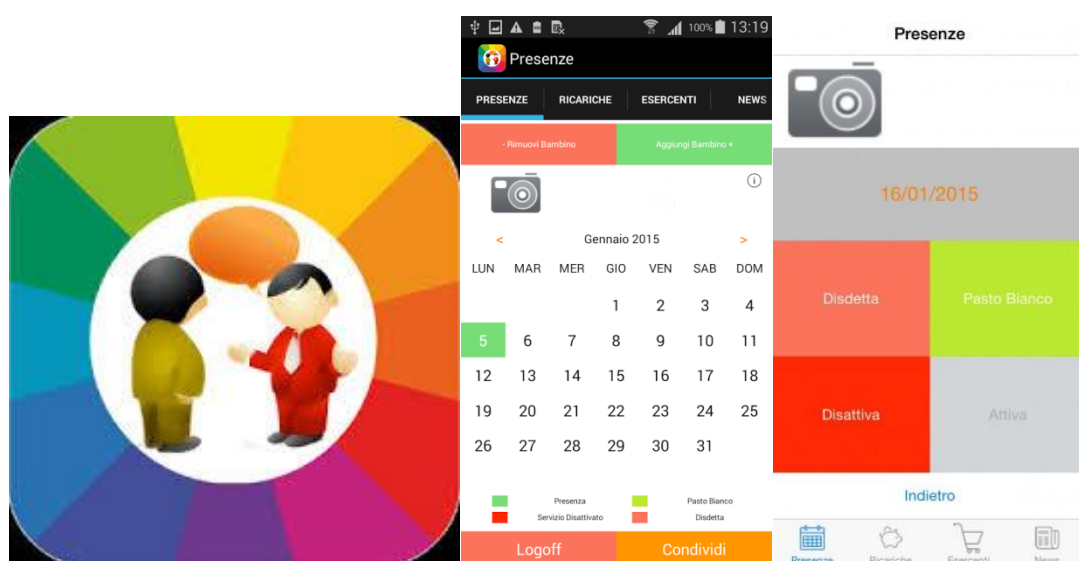 100% 13:19
Presenze
PRESENZE RICARICHE ESERCENTI NEWS
- Rimuovi Bambino Aggiungi Bambino +
< Gennaio 2015 >
LUN MAR MER GIO VEN SAB DOM
1 2 3 4
5 6 7 8 9 10 11
12 13 14 15 16 17 18
19 20 21 22 23 24 25
26 27 28 29 30 31
Presenza Pasto Bianco
Servizio Disattivato Disdetta
Logoff Condividi
Presenze
16/01/2015
Disdetta Pasto Bianco
Disattiva Attiva
Indietro
Presenze Ricariche Esercenti News